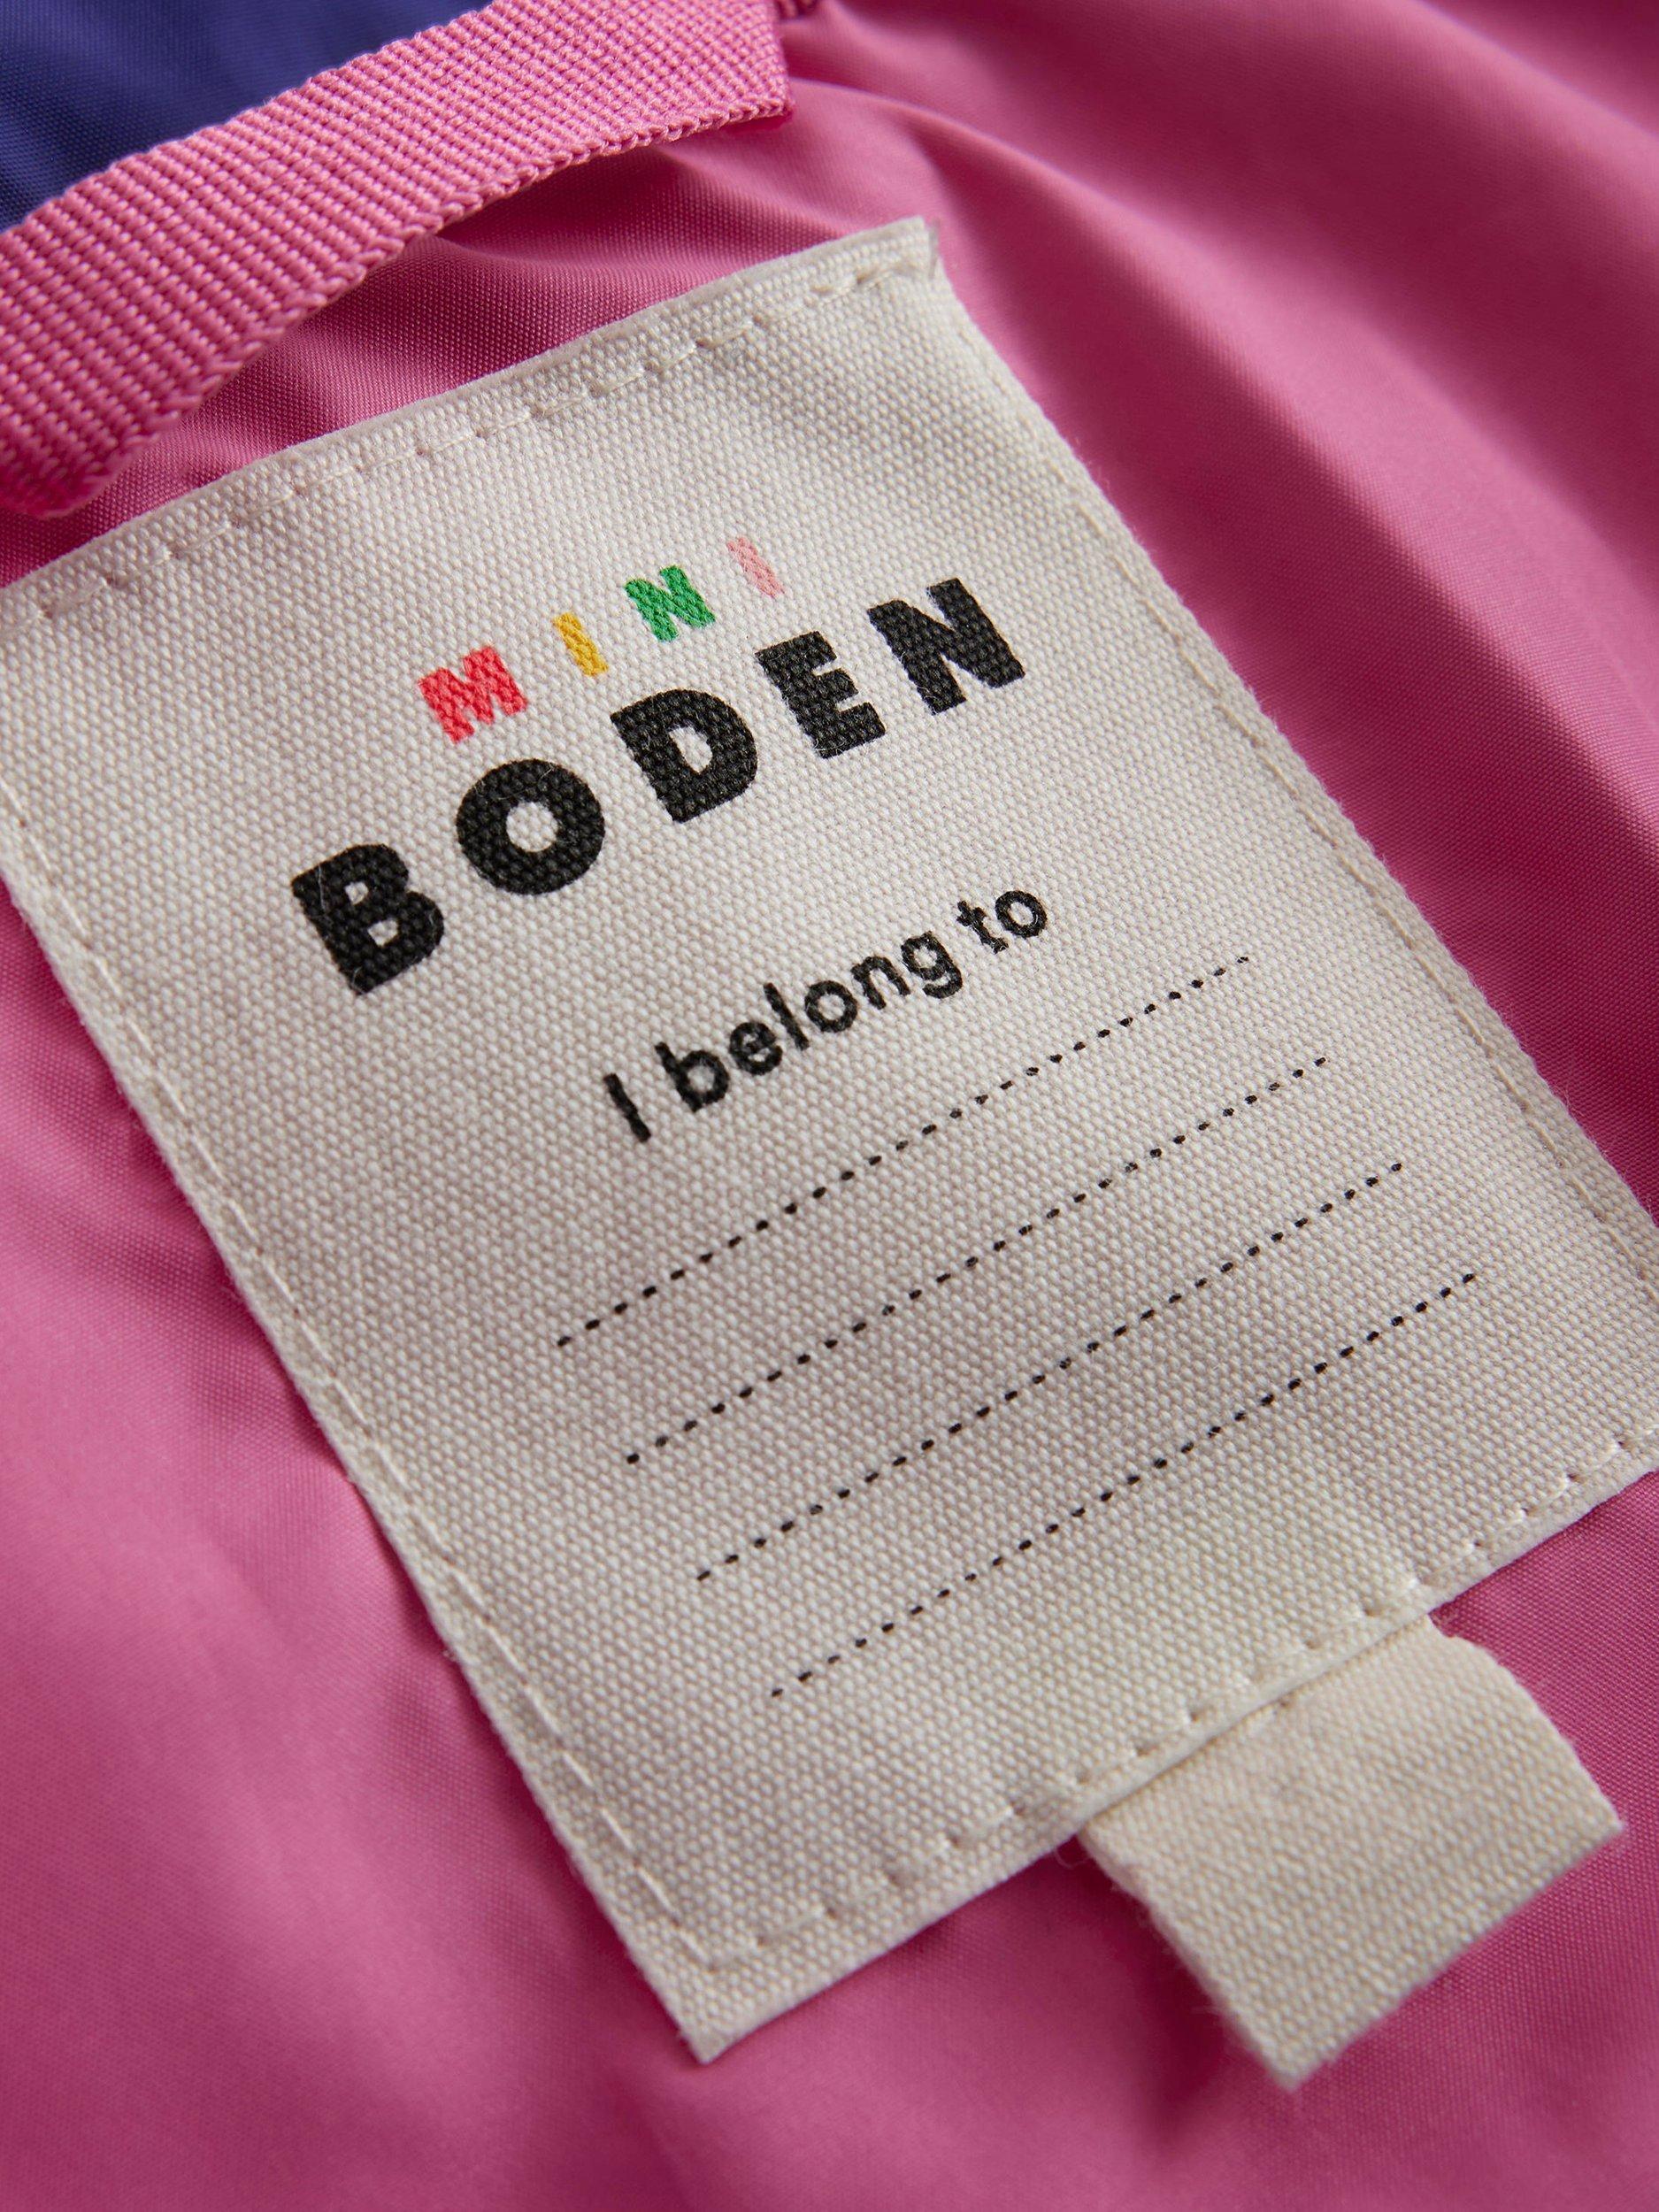 MINI
BODEN
I belong to